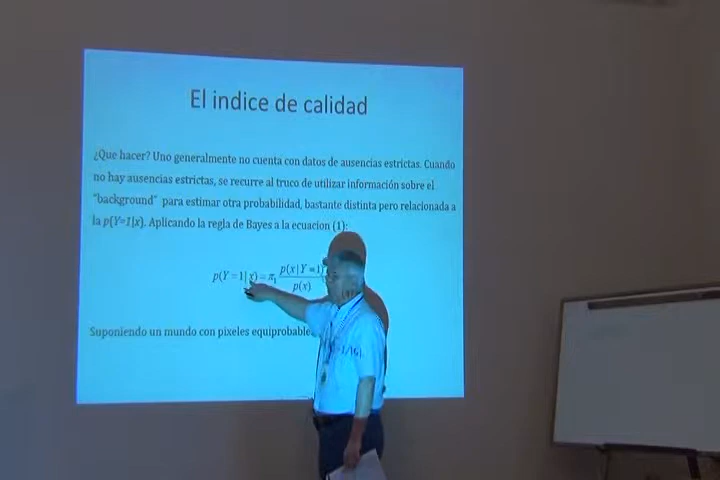 El indice de calidad
¿Que hacer? Uno generalmente no cuenta con datos de ausencias estrictas. Cuando
no hay ausencias estrictas, se recurre al truco de utilizar información sobre el
"background" para estimar otra probabilidad, bastante distinta pero relacionada a
la p(Y=1|x). Aplicando la regla de Bayes a la ecuacion (1):
p(Y = 1| x) = π₁ p(x | Y = 1) / p(x)
Suponiendo un mundo con pixeles equiprobable